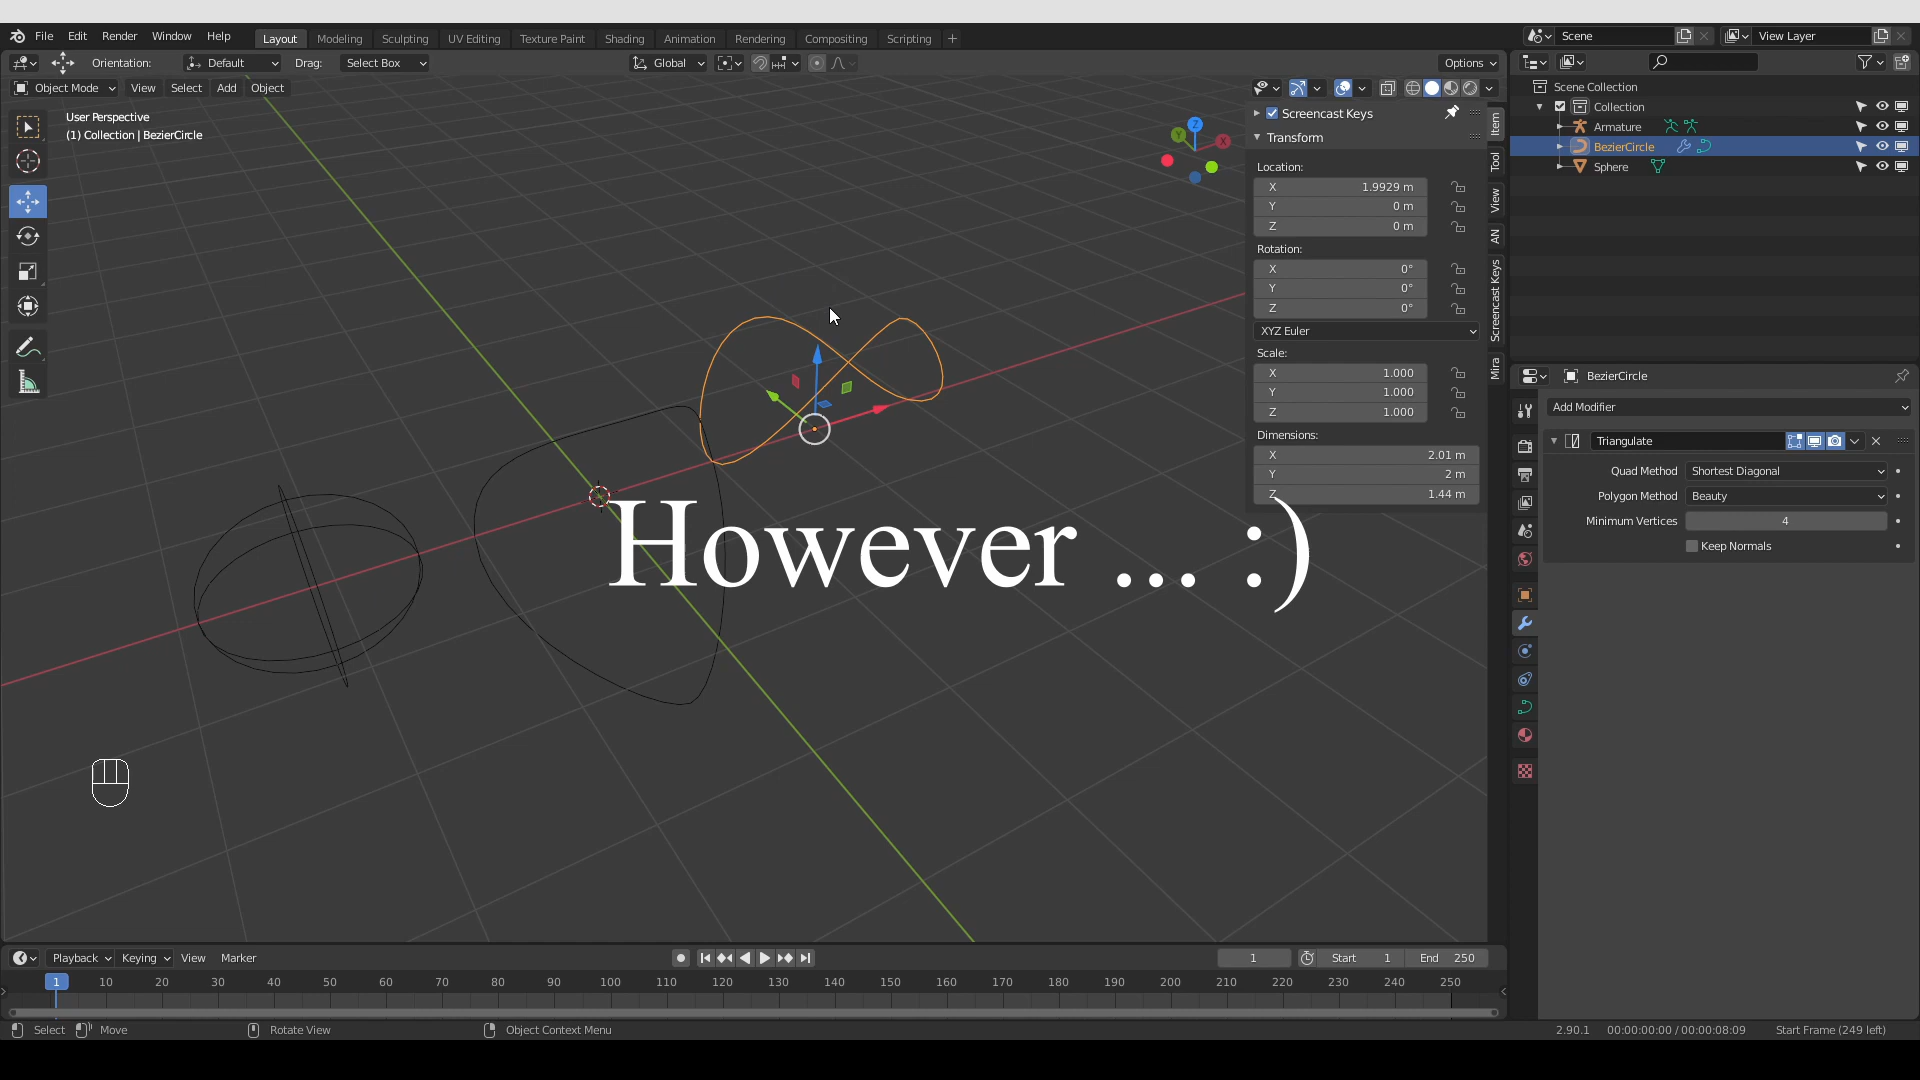 File Edit Render Window Help Layout Modeling Sculpting UV Editing Texture Paint Shading Animation Rendering Compositing Scripting + Scene View Layer
Orientation: Default Drag: Select Box Global Options
Object Mode View Select Add Object
User Perspective
(1) Collection | BezierCircle
Z
Y
X
Screencast Keys
Transform
Location:
X 1.9929 m
Y 0 m
Z 0 m
Rotation:
X 0°
Y 0°
Z 0°
XYZ Euler
Scale:
X 1.000
Y 1.000
Z 1.000
Dimensions:
X 2.01 m
Y 2 m
Z 1.44 m
Item
Tool
View
AN
Screencast Keys
Mira
Scene Collection
Collection
Armature
BezierCircle
Sphere
BezierCircle
Add Modifier
Triangulate
Quad Method Shortest Diagonal
Polygon Method Beauty
Minimum Vertices 4
Keep Normals
However ... :)
Playback Keying View Marker 1 Start 1 End 250
1 10 20 30 40 50 60 70 80 90 100 110 120 130 140 150 160 170 180 190 200 210 220 230 240 250
Select Move Rotate View Object Context Menu 2.90.1 00:00:00:00 / 00:00:08:09 Start Frame (249 left)